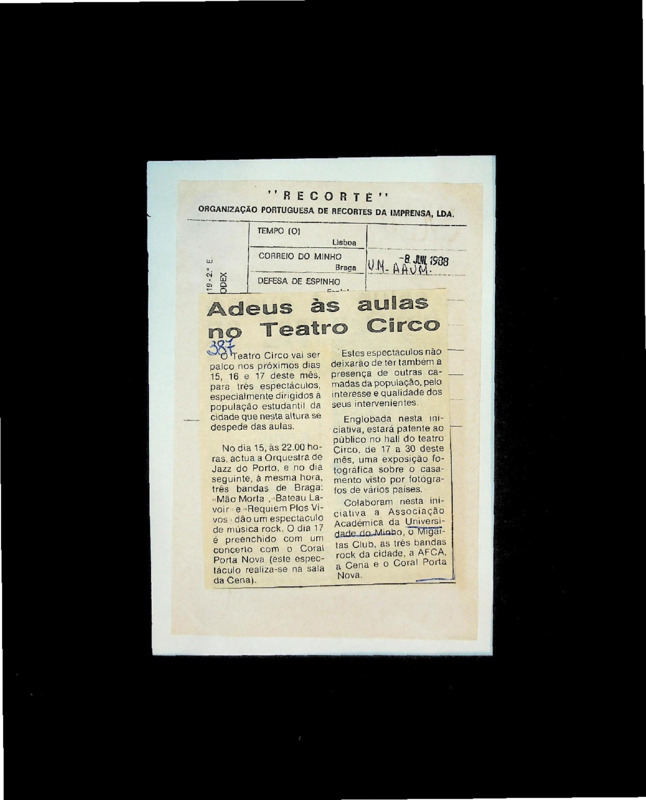 "RECORTE"
ORGANIZAÇÃO PORTUGUESA DE RECORTES DA IMPRENSA, LDA.
TEMPO (O)
Lisboa
CORREIO DO MINHO
Braga
-8 JUN. 1988
U.M.-AAUM.
DEFESA DE ESPINHO
19-2.º E.
ODEX
Adeus às aulas
no Teatro Circo
387
O Teatro Circo vai ser
palco nos próximos dias
15, 16 e 17 deste mês,
para três espectáculos,
especialmente dirigidos à
população estudantil da
cidade que nesta altura se
despede das aulas.
No dia 15, às 22.00 ho-
ras, actua a Orquestra de
Jazz do Porto, e no dia
seguinte, à mesma hora,
três bandas de Braga:
«Mão Morta», «Bateau La-
voir» e «Requiem Plos Vi-
vos» dão um espectaculo
de música rock. O dia 17
é preenchido com um
concerto com o Coral
Porta Nova (este espec-
táculo realiza-se na sala
da Cena).
Estes espectaculos não
deixarão de ter também a
presença de outras ca-
madas da população, pelo
interesse e qualidade dos
seus intervenientes.
Englobada nesta ini-
ciativa, estará patente ao
público no hall do teatro
Circo, de 17 a 30 deste
mês, uma exposição fo-
tográfica sobre o casa-
mento visto por fotógra-
fos de vários países.
Colaboram nesta ini-
ciativa a Associação
Académica da Universi-
dade do Minho, o Migai-
tas Club, as três bandas
rock da cidade, a AFCA,
a Cena e o Coral Porta
Nova.